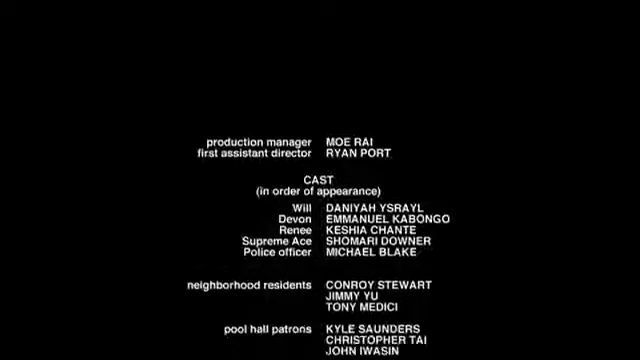 production manager MOE RAI
first assistant director RYAN PORT
CAST
(in order of appearance)
Will DANIYAH YSRAYL
Devon EMMANUEL KABONGO
Renee KESHIA CHANTE
Supreme Ace SHOMARI DOWNER
Police officer MICHAEL BLAKE
neighborhood residents CONROY STEWART
JIMMY YU
TONY MEDICI
pool hall patrons KYLE SAUNDERS
CHRISTOPHER TAI
JOHN IWASIN